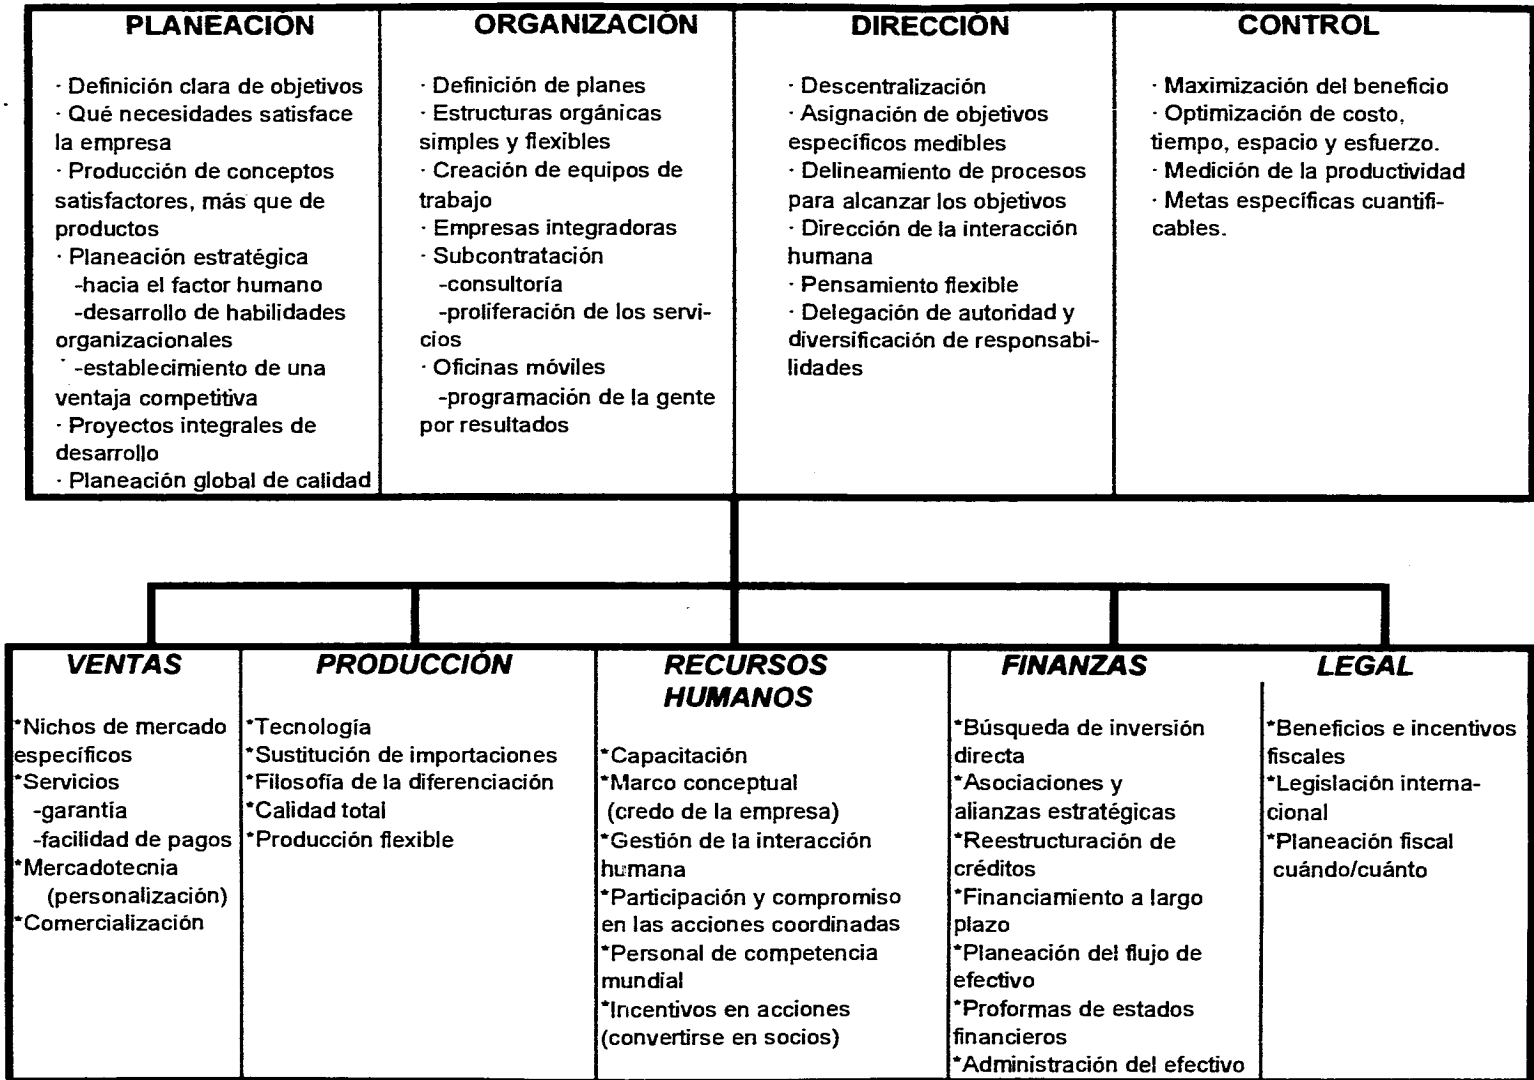 PLANEACIÓN
· Definición clara de objetivos
· Qué necesidades satisface
la empresa
· Producción de conceptos
satisfactores, más que de
productos
· Planeación estratégica
-hacia el factor humano
-desarrollo de habilidades
organizacionales
-establecimiento de una
ventaja competitiva
· Proyectos integrales de
desarrollo
· Planeación global de calidad
ORGANIZACIÓN
· Definición de planes
· Estructuras orgánicas
simples y flexibles
· Creación de equipos de
trabajo
· Empresas integradoras
· Subcontratación
-consultoría
-proliferación de los servi-
cios
· Oficinas móviles
-programación de la gente
por resultados
DIRECCIÓN
· Descentralización
· Asignación de objetivos
específicos medibles
· Delineamiento de procesos
para alcanzar los objetivos
· Dirección de la interacción
humana
· Pensamiento flexible
· Delegación de autoridad y
diversificación de responsabi-
lidades
CONTROL
· Maximización del beneficio
· Optimización de costo,
tiempo, espacio y esfuerzo.
· Medición de la productividad
· Metas específicas cuantifi-
cables.
VENTAS
*Nichos de mercado
específicos
*Servicios
-garantía
-facilidad de pagos
*Mercadotecnia
(personalización)
*Comercialización
PRODUCCIÓN
*Tecnología
*Sustitución de importaciones
*Filosofía de la diferenciación
*Calidad total
*Producción flexible
RECURSOS
HUMANOS
*Capacitación
*Marco conceptual
(credo de la empresa)
*Gestión de la interacción
humana
*Participación y compromiso
en las acciones coordinadas
*Personal de competencia
mundial
*Incentivos en acciones
(convertirse en socios)
FINANZAS
*Búsqueda de inversión
directa
*Asociaciones y
alianzas estratégicas
*Reestructuración de
créditos
*Financiamiento a largo
plazo
*Planeación del flujo de
efectivo
*Proformas de estados
financieros
*Administración del efectivo
LEGAL
*Beneficios e incentivos
fiscales
*Legislación interna-
cional
*Planeación fiscal
cuándo/cuánto